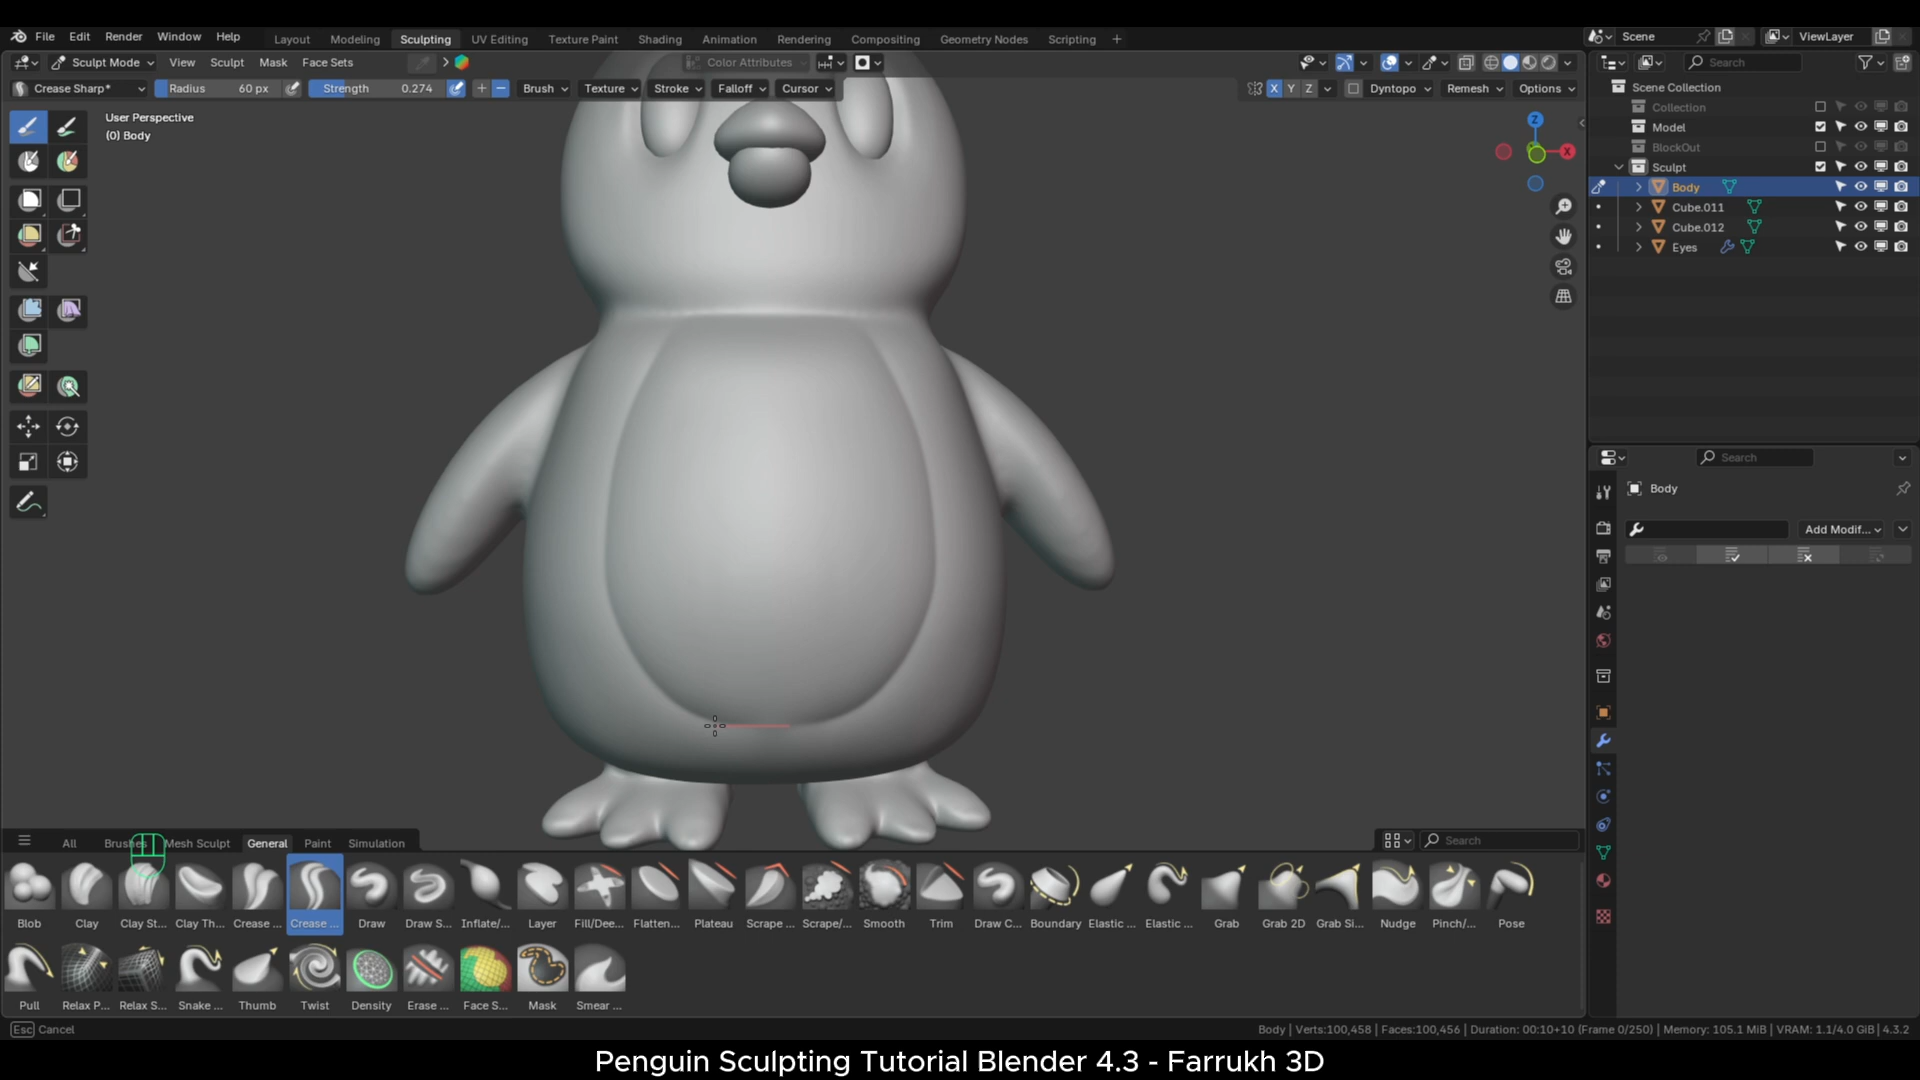 File Edit Render Window Help Layout Modeling Sculpting UV Editing Texture Paint Shading Animation Rendering Compositing Geometry Nodes Scripting + Scene ViewLayer
Sculpt Mode View Sculpt Mask Face Sets Color Attributes Search
Crease Sharp* Radius 60 px Strength 0.274 Brush Texture Stroke Falloff Cursor X Y Z Dyntopo Remesh Options
Scene Collection
Collection
Model
BlockOut
Sculpt
Body
Cube.011
Cube.012
Eyes
User Perspective
(0) Body
Z
X
Search
Body
Add Modif...
All Brushes Mesh Sculpt General Paint Simulation Search
Blob Clay Clay St... Clay Th... Crease ... Crease ... Draw Draw S... Inflate/... Layer Fill/Dee... Flatten... Plateau Scrape ... Scrape/... Smooth Trim Draw C... Boundary Elastic ... Elastic ... Grab Grab 2D Grab Si... Nudge Pinch/... Pose
Pull Relax P... Relax S... Snake ... Thumb Twist Density Erase ... Face S... Mask Smear ...
Esc Cancel Body | Verts:100,458 | Faces:100,456 | Duration: 00:10+10 (Frame 0/250) | Memory: 105.1 MiB | VRAM: 1.1/4.0 GiB | 4.3.2
Penguin Sculpting Tutorial Blender 4.3 - Farrukh 3D